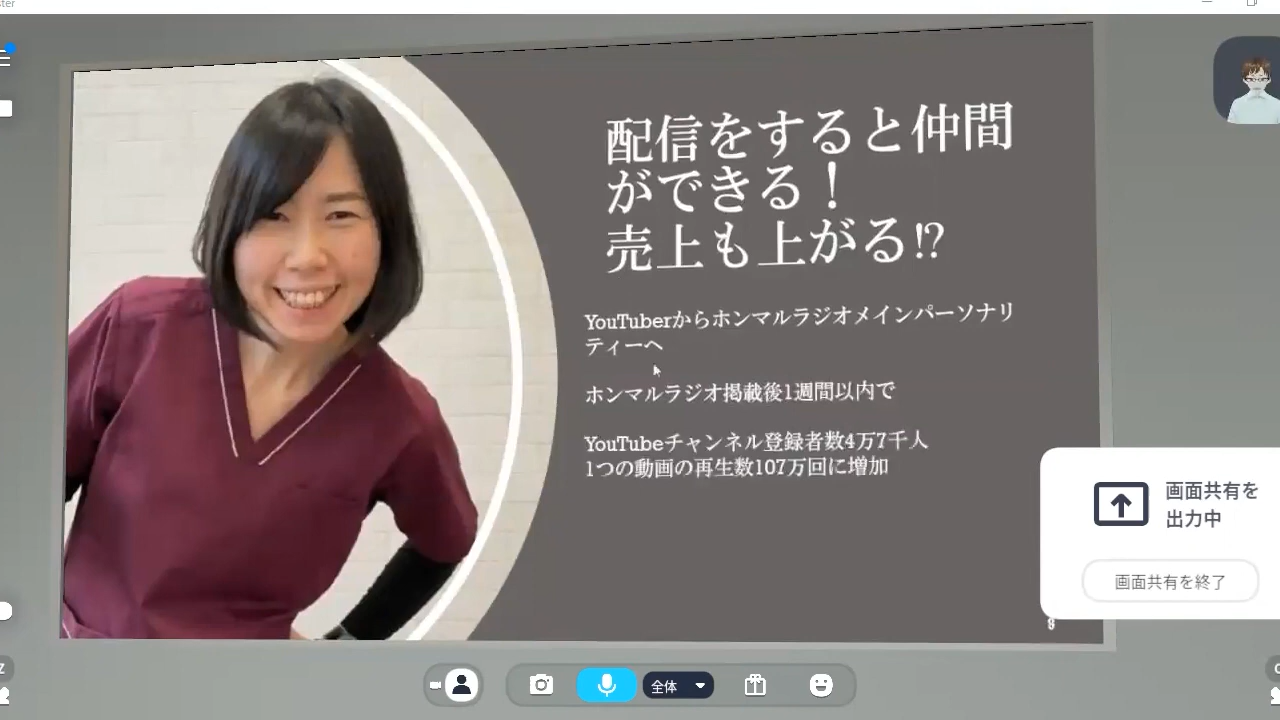 ster
配信をすると仲間
ができる！
売上も上がる⁉
YouTuberからホンマルラジオメインパーソナリ
ティーへ
ホンマルラジオ掲載後1週間以内で
YouTubeチャンネル登録者数4万7千人
1つの動画の再生数107万回に増加
画面共有を
出力中
画面共有を終了
Z
全体